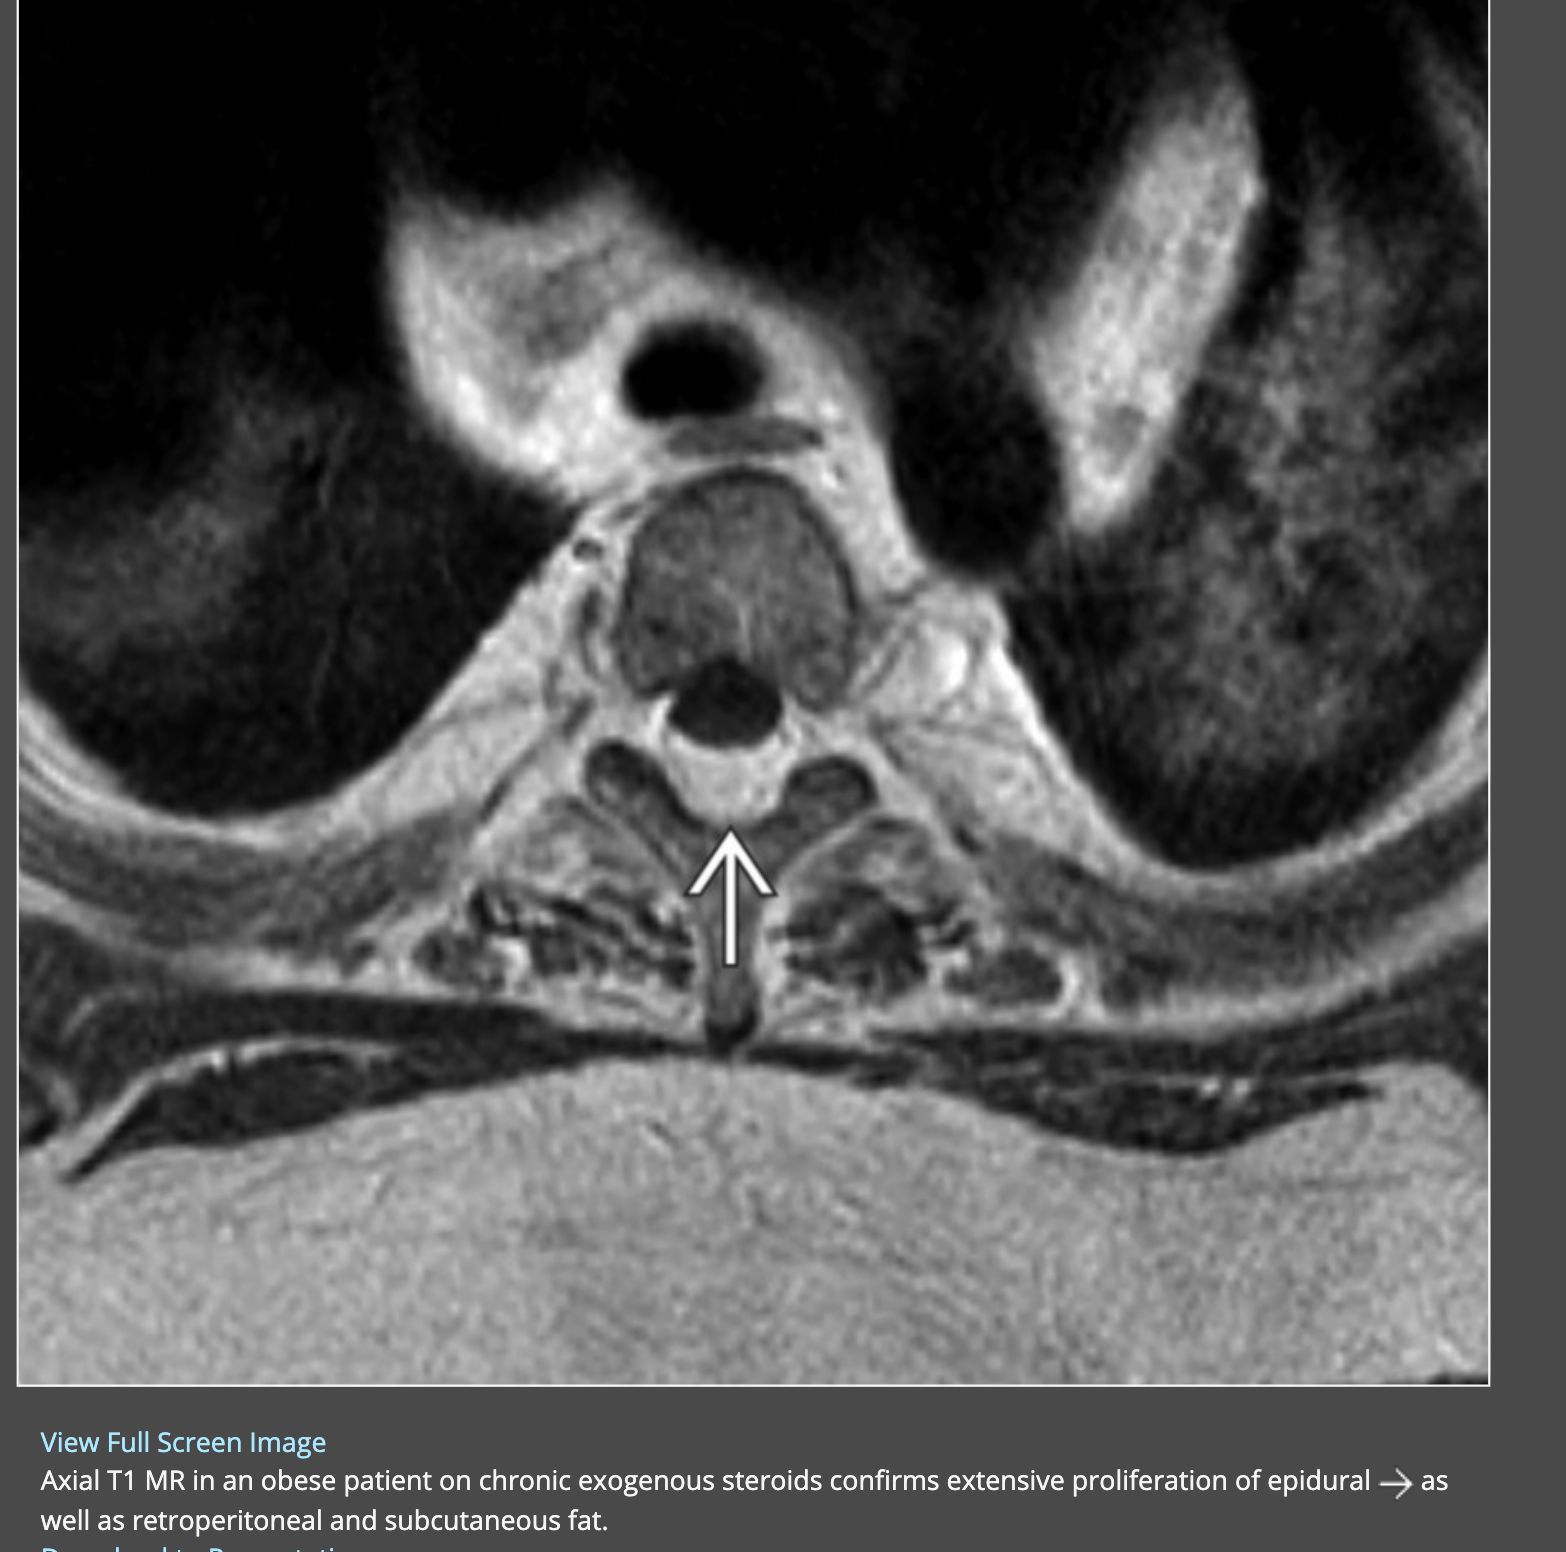 View Full Screen Image
Axial T1 MR in an obese patient on chronic exogenous steroids confirms extensive proliferation of epidural → as
well as retroperitoneal and subcutaneous fat.